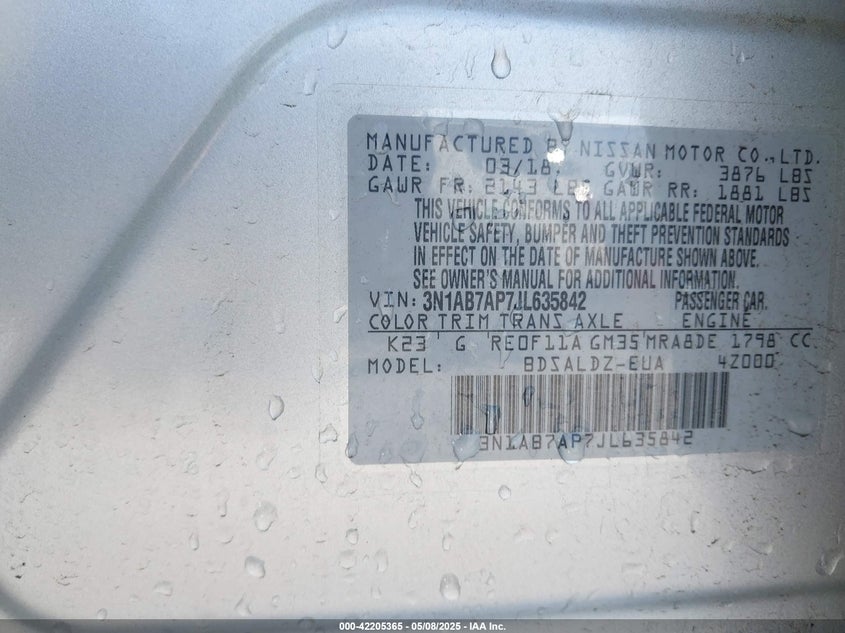 MANUFACTURED BY NISSAN MOTOR CO., LTD.
DATE: 03/18 GVWR: 3876 LBS
GAWR FR: 2143 LBS GAWR RR: 1881 LBS
THIS VEHICLE CONFORMS TO ALL APPLICABLE FEDERAL MOTOR
VEHICLE SAFETY, BUMPER AND THEFT PREVENTION STANDARDS
IN EFFECT ON THE DATE OF MANUFACTURE SHOWN ABOVE.
SEE OWNER'S MANUAL FOR ADDITIONAL INFORMATION.
VIN: 3N1AB7AP7JL635842 PASSENGER CAR.
COLOR TRIM TRANS AXLE ENGINE
K23 G RE0F11A GM35 MRA8DE 1798 CC
MODEL: BDSALDZ-EUA 4Z000
3N1AB7AP7JL635842
000-42205365 - 05/08/2025 - IAA Inc.